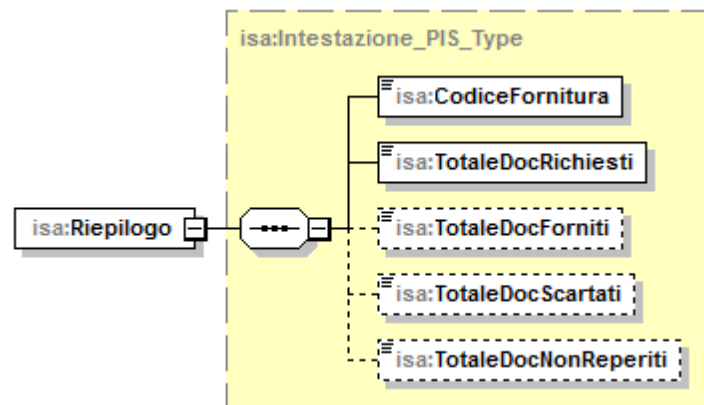 isa:Intestazione_PIS_Type
isa:CodiceFornitura
isa:TotaleDocRichiesti
isa:Riepilogo
isa:TotaleDocForniti
isa:TotaleDocScartati
isa:TotaleDocNonReperiti